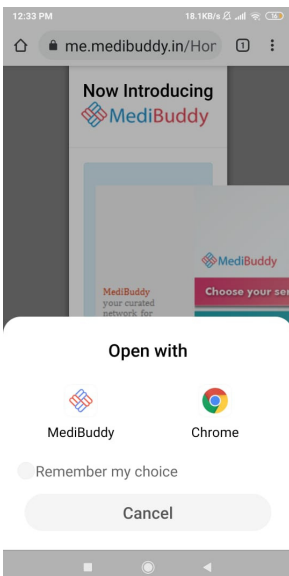 12:33 PM 18.1KB/s 16
me.medibuddy.in/Hor 1
Now Introducing
MediBuddy
MediBuddy
MediBuddy
your curated
network for
Choose your ser
Open with
MediBuddy Chrome
Remember my choice
Cancel